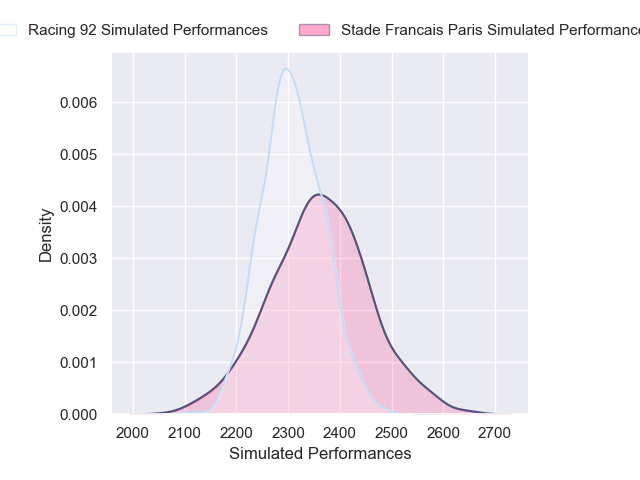 Racing 92 Simulated Performances Stade Francais Paris Simulated Performance
0.006
0.005
0.004
0.003
0.002
0.001
0.000
Density
2000 2100 2200 2300 2400 2500 2600 2700
Simulated Performances